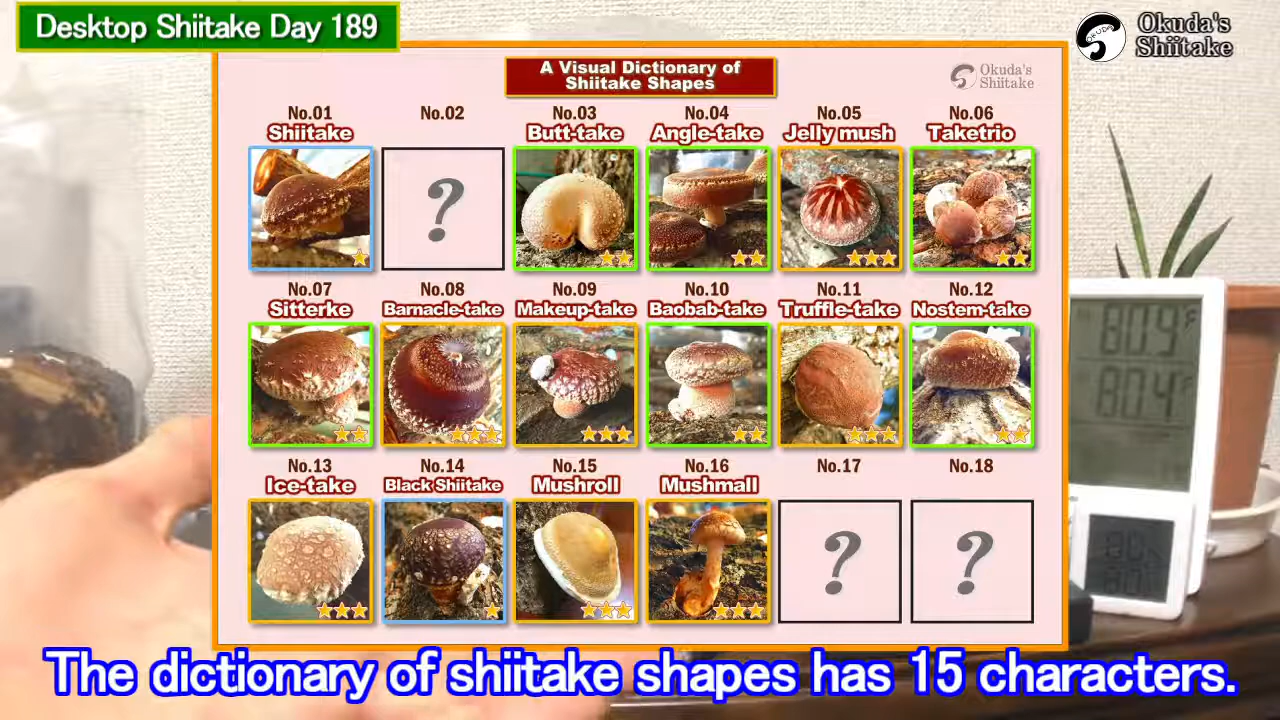 Desktop Shiitake Day 189
Okuda's
Shiitake
A Visual Dictionary of
Shiitake Shapes
Okuda's
Shiitake
No.01 No.02 No.03 No.04 No.05 No.06
Shiitake Butt-take Angle-take Jelly mush Taketrio
?
No.07 No.08 No.09 No.10 No.11 No.12
Sitterke Barnacle-take Makeup-take Baobab-take Truffle-take Nostem-take
No.13 No.14 No.15 No.16 No.17 No.18
Ice-take Black Shiitake Mushroll Mushmall
? ?
The dictionary of shiitake shapes has 15 characters.